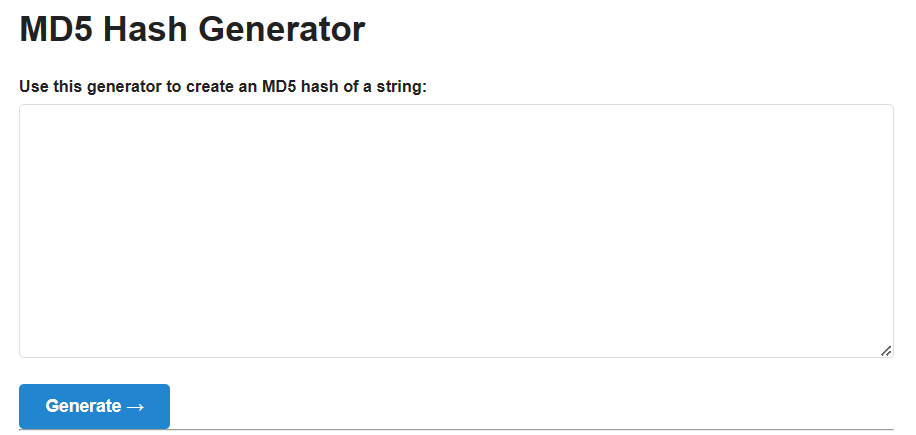 MD5 Hash Generator
Use this generator to create an MD5 hash of a string:
Generate →